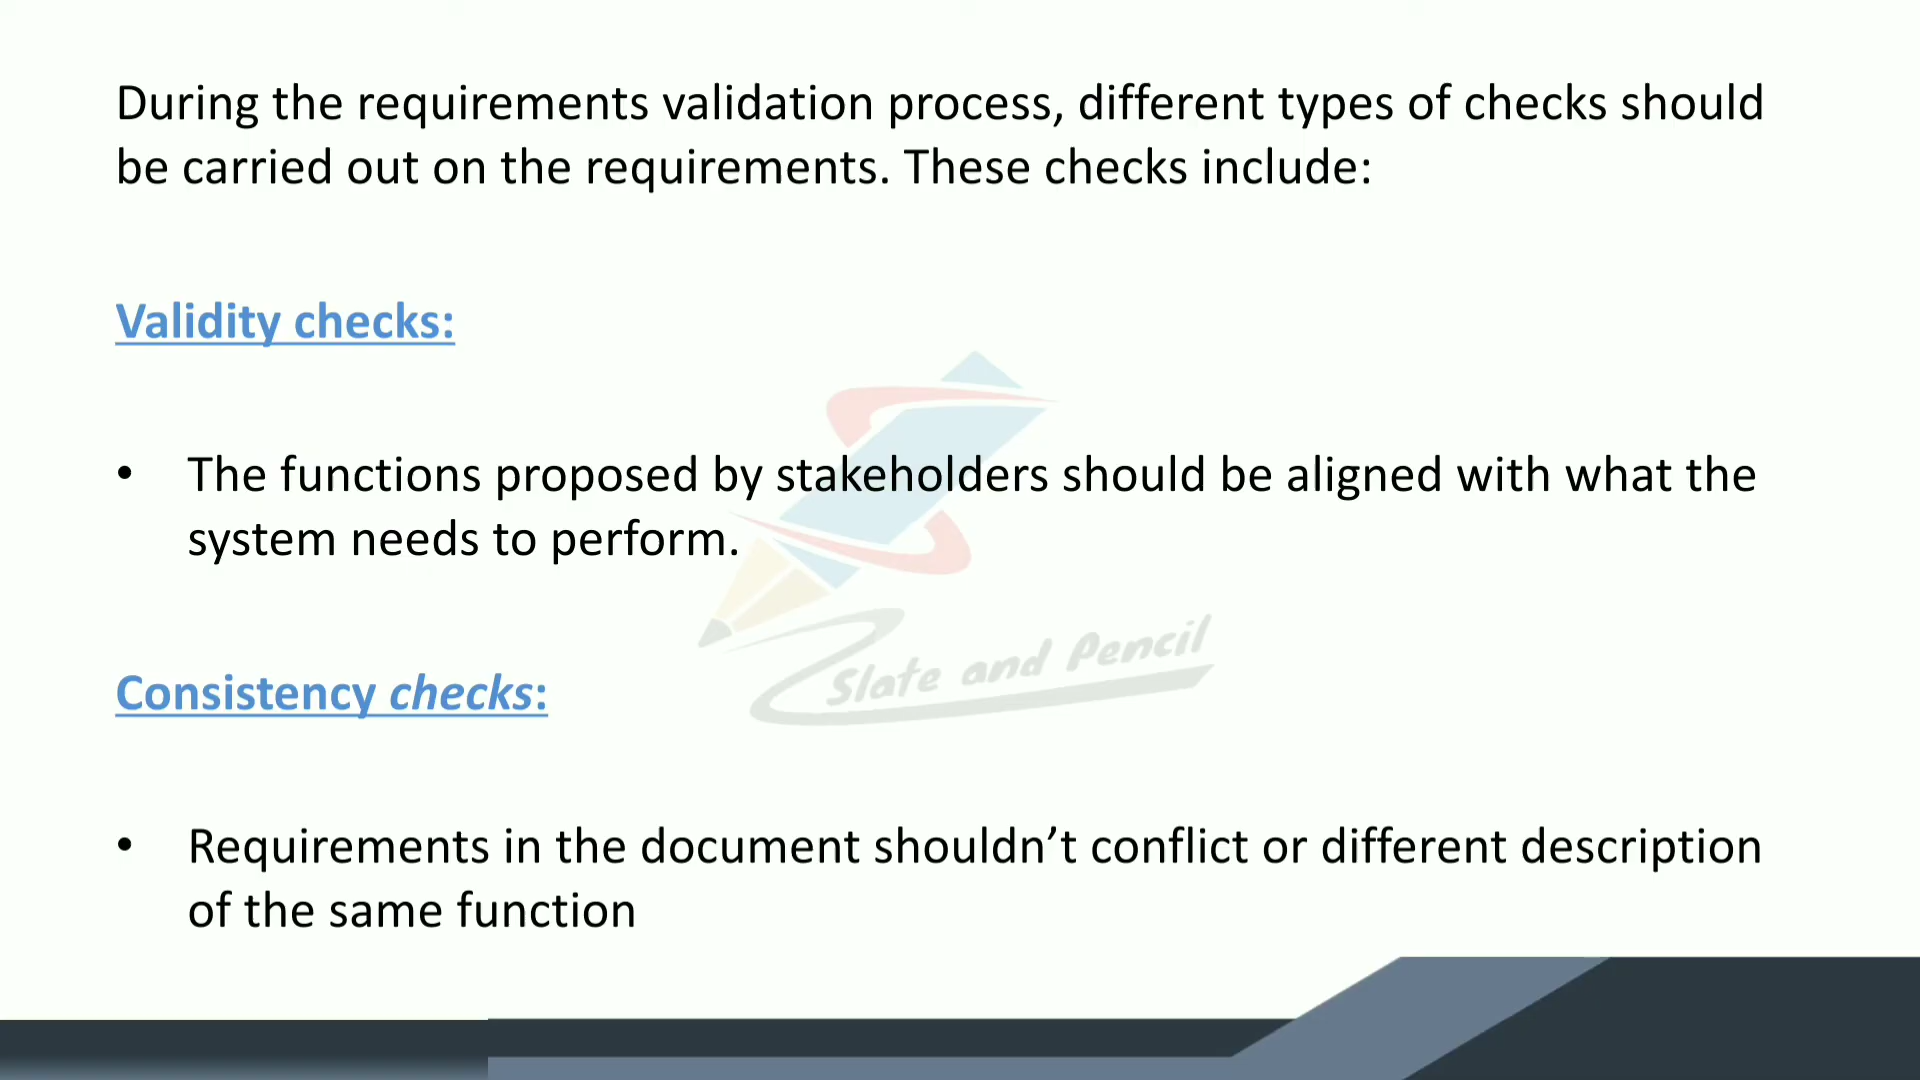 During the requirements validation process, different types of checks should
be carried out on the requirements. These checks include:
Validity checks:
• The functions proposed by stakeholders should be aligned with what the
system needs to perform.
Slate and Pencil
Consistency checks:
• Requirements in the document shouldn’t conflict or different description
of the same function